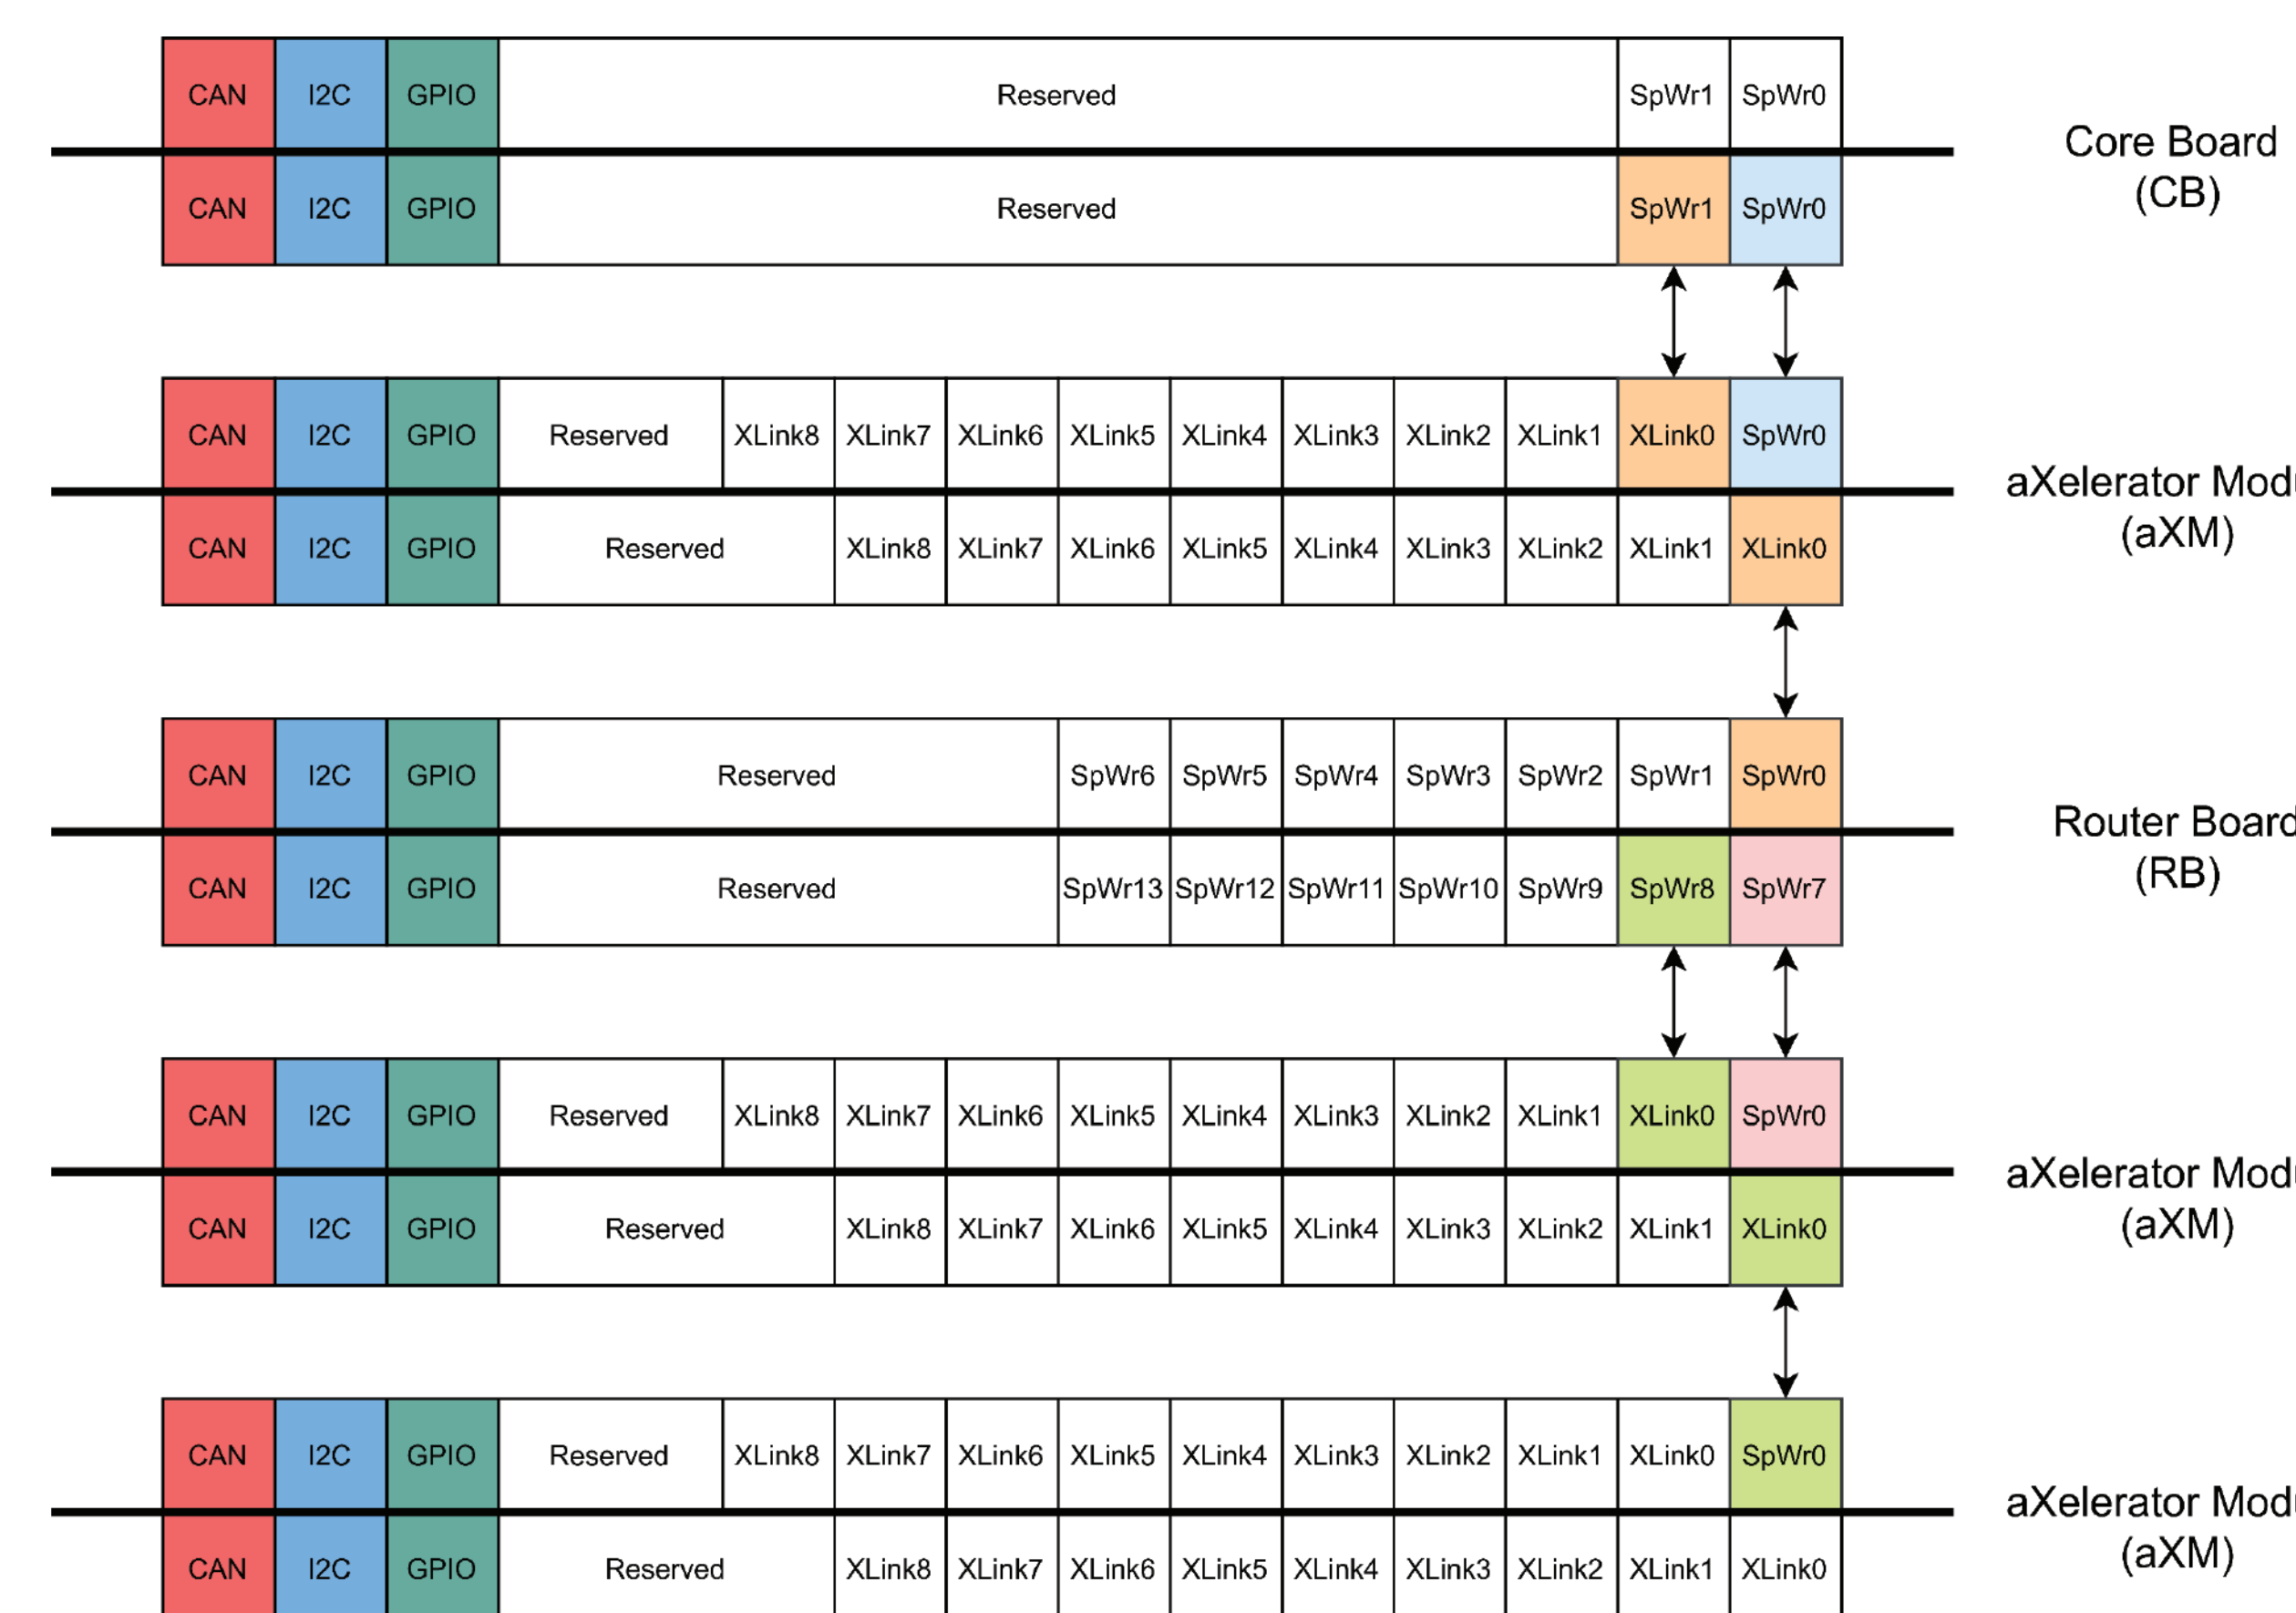 CAN I2C GPIO Reserved SpWr1 SpWr0
Core Board
(CB)
CAN I2C GPIO Reserved SpWr1 SpWr0
CAN I2C GPIO Reserved XLink8 XLink7 XLink6 XLink5 XLink4 XLink3 XLink2 XLink1 XLink0 SpWr0
aXelerator
(aXM)
CAN I2C GPIO Reserved XLink8 XLink7 XLink6 XLink5 XLink4 XLink3 XLink2 XLink1 XLink0
CAN I2C GPIO Reserved SpWr6 SpWr5 SpWr4 SpWr3 SpWr2 SpWr1 SpWr0
Router Board
(RB)
CAN I2C GPIO Reserved SpWr13 SpWr12 SpWr11 SpWr10 SpWr9 SpWr8 SpWr7
CAN I2C GPIO Reserved XLink8 XLink7 XLink6 XLink5 XLink4 XLink3 XLink2 XLink1 XLink0 SpWr0
aXelerator
(aXM)
CAN I2C GPIO Reserved XLink8 XLink7 XLink6 XLink5 XLink4 XLink3 XLink2 XLink1 XLink0
CAN I2C GPIO Reserved XLink8 XLink7 XLink6 XLink5 XLink4 XLink3 XLink2 XLink1 XLink0 SpWr0
aXelerator
(aXM)
CAN I2C GPIO Reserved XLink8 XLink7 XLink6 XLink5 XLink4 XLink3 XLink2 XLink1 XLink0